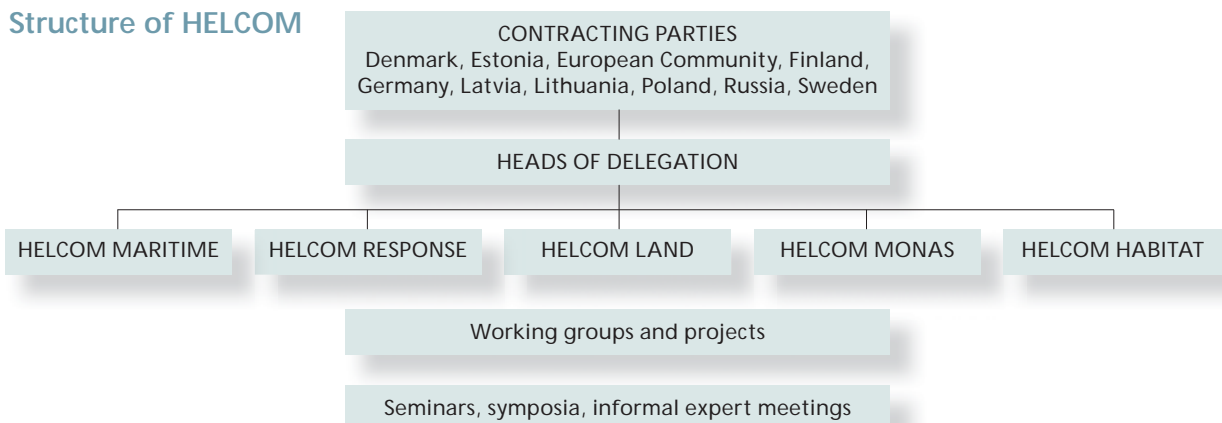 Structure of HELCOM
CONTRACTING PARTIES
Denmark, Estonia, European Community, Finland,
Germany, Latvia, Lithuania, Poland, Russia, Sweden
HEADS OF DELEGATION
HELCOM MARITIME
HELCOM RESPONSE
HELCOM LAND
HELCOM MONAS
HELCOM HABITAT
Working groups and projects
Seminars, symposia, informal expert meetings